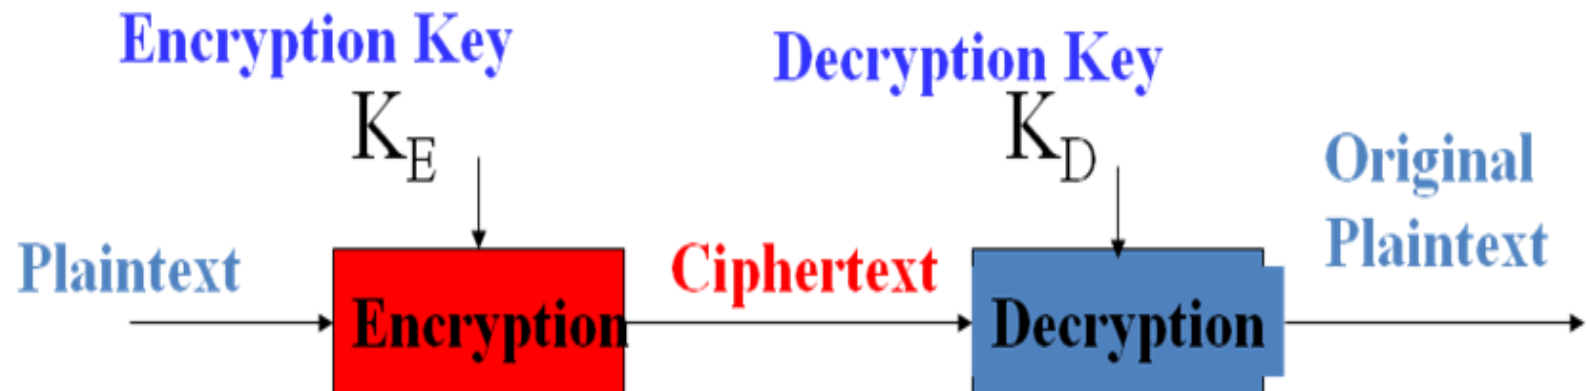 Encryption Key
Decryption Key
K_E
K_D
Original
Plaintext
Plaintext
Ciphertext
Encryption
Decryption